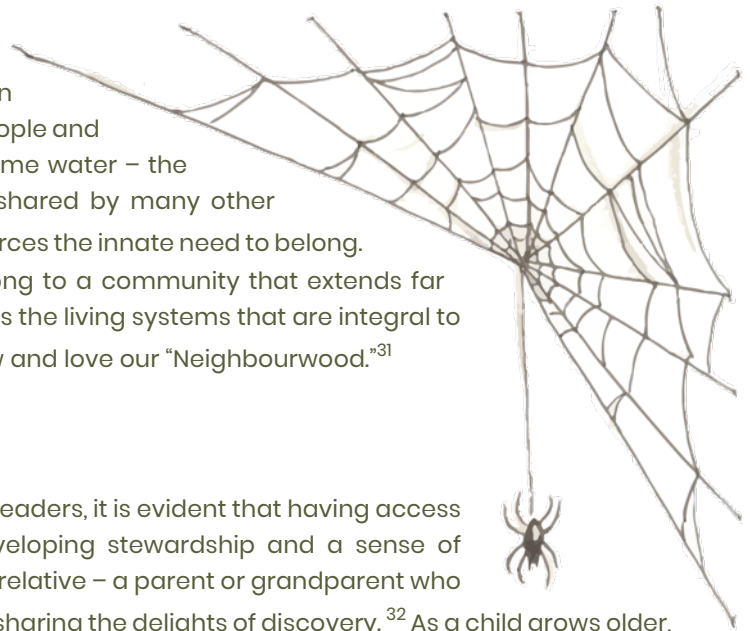 n
ople and
me water – the
shared by many other
rces the innate need to belong.
ng to a community that extends far
s the living systems that are integral to
and love our “Neighbourwood.”31
eaders, it is evident that having access
veloping stewardship and a sense of
relative – a parent or grandparent who
sharing the delights of discovery. 32 As a child grows older,